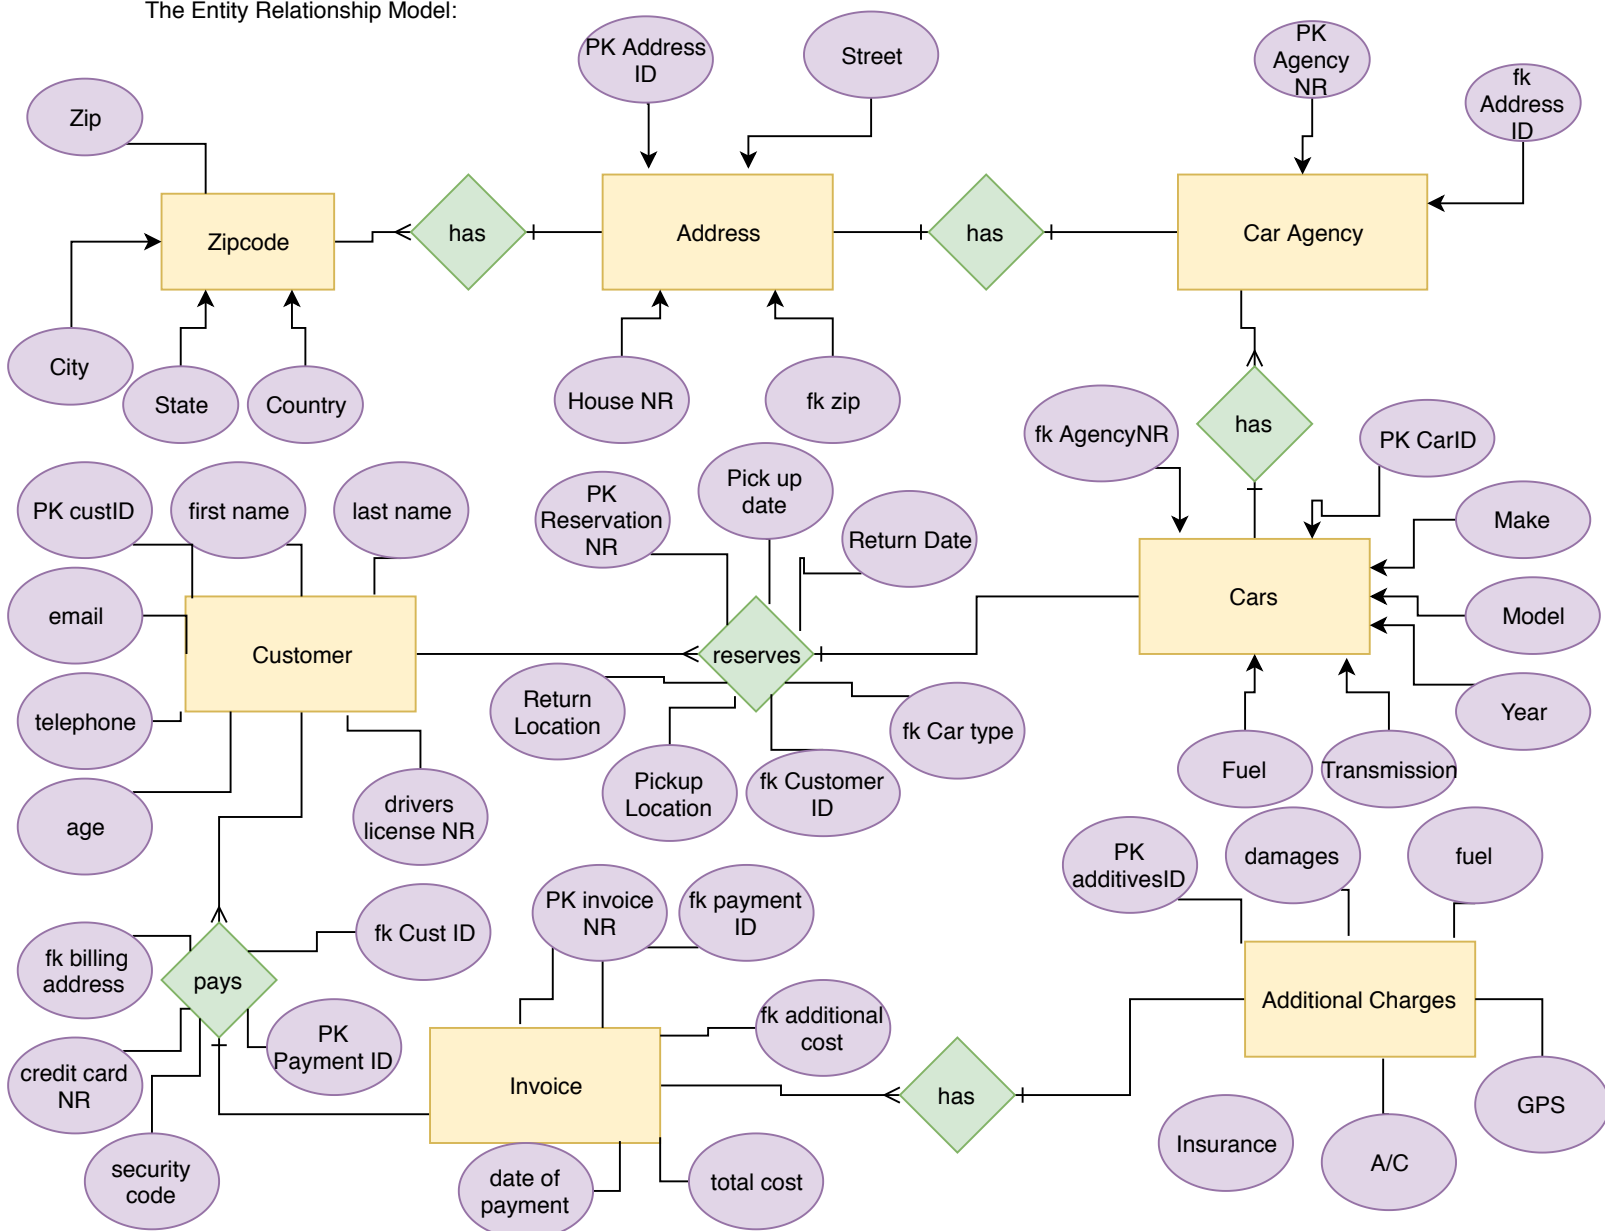 The Entity Relationship Model:
PK Address
ID
Street
PK
Agency
NR
fk
Address
ID
Zip
Zipcode
has
Address
has
Car Agency
City
State
Country
House NR
fk zip
has
fk AgencyNR
PK CarID
PK custID
first name
last name
PK
Reservation
NR
Pick up
date
Return Date
Make
email
Customer
reserves
Cars
Model
telephone
Return
Location
fk Car type
Year
Pickup
Location
fk Customer
ID
Fuel
Transmission
age
drivers
license NR
PK
additivesID
damages
fuel
PK invoice
NR
fk payment
ID
fk Cust ID
fk billing
address
pays
Additional Charges
fk additional
cost
PK
Payment ID
credit card
NR
Invoice
has
GPS
Insurance
A/C
security
code
date of
payment
total cost